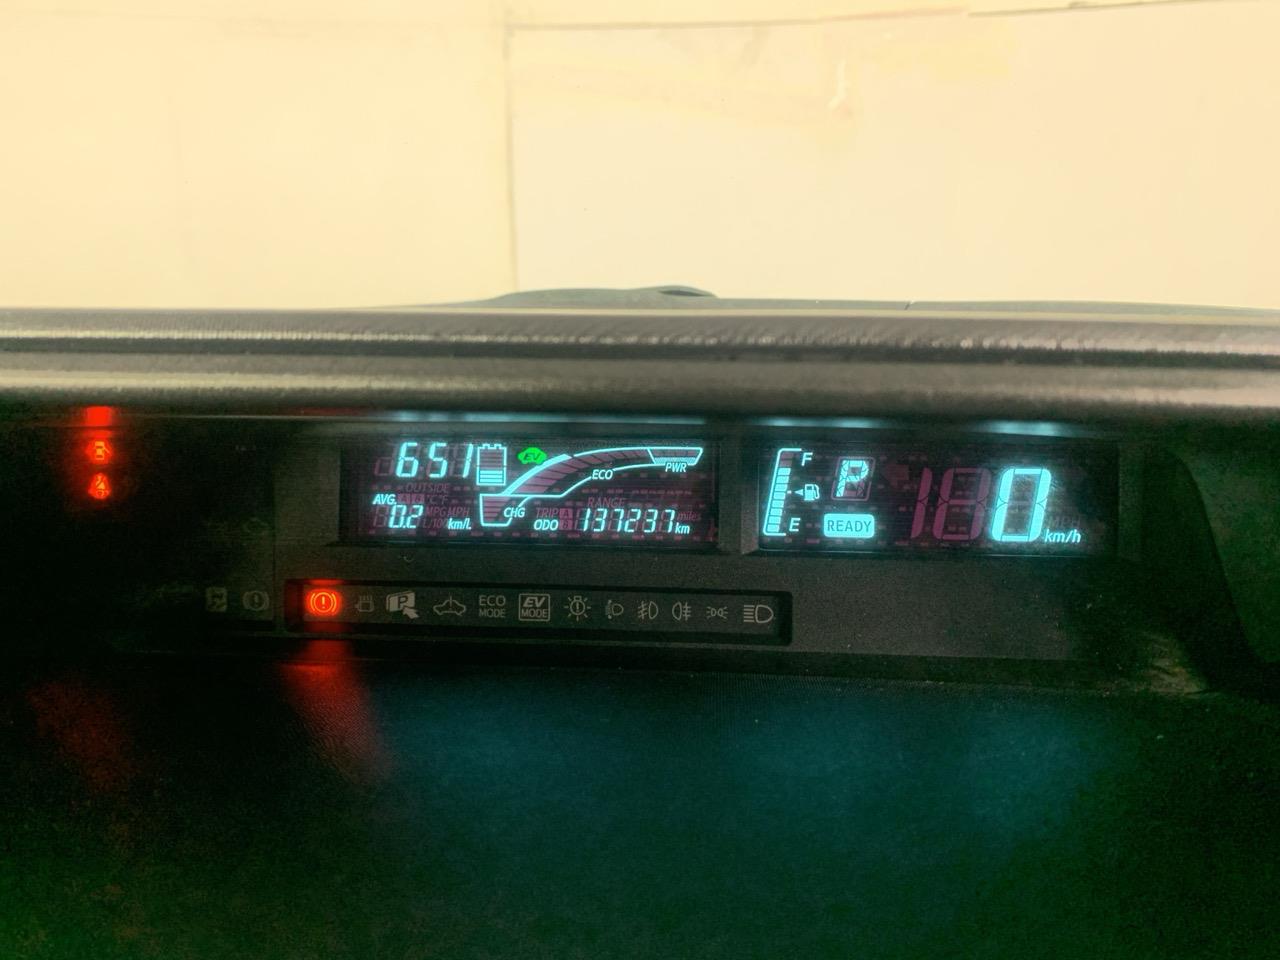 651
EV
ECO
PWR
AVG.
0.2 km/L
CHG
ODO 137237 km
F
E
P
READY
0 km/h
OUTSIDE
RANGE
TRIP A
miles
P
ECO MODE
EV MODE